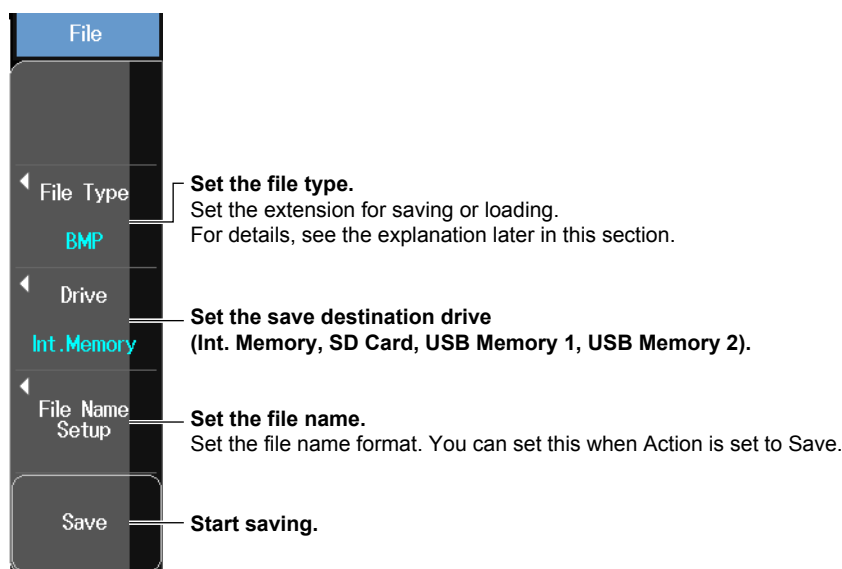 File
File Type
BMP
Set the file type.
Set the extension for saving or loading.
For details, see the explanation later in this section.
Drive
Int.Memory
Set the save destination drive
(Int. Memory, SD Card, USB Memory 1, USB Memory 2).
File Name
Setup
Set the file name.
Set the file name format. You can set this when Action is set to Save.
Save
Start saving.